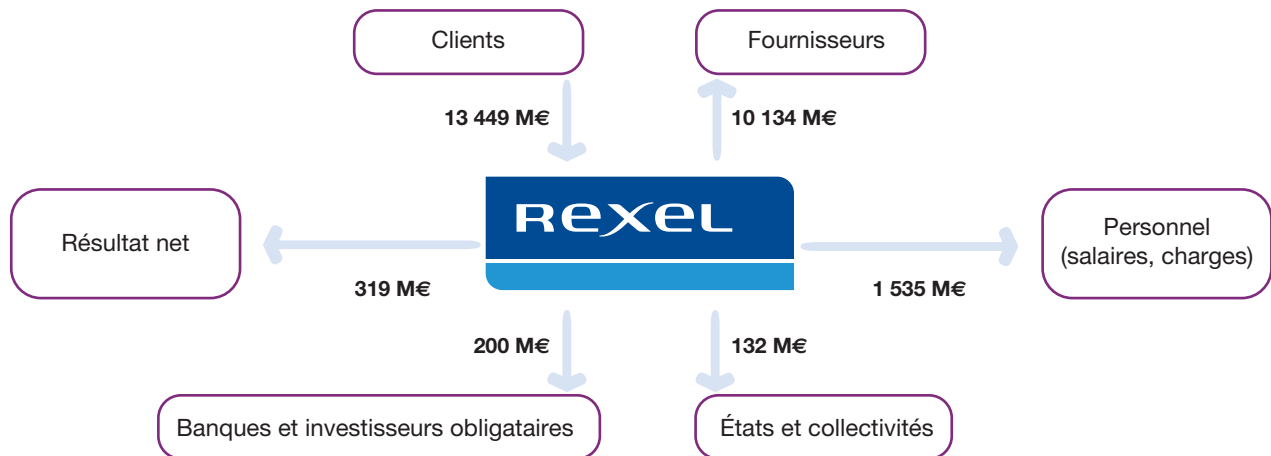 Clients
Fournisseurs
13 449 M€
10 134 M€
REXEL
Résultat net
Personnel
(salaires, charges)
319 M€
1 535 M€
200 M€
132 M€
Banques et investisseurs obligataires
États et collectivités